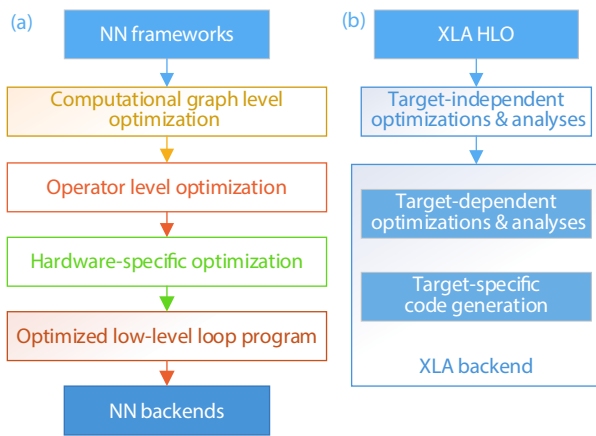 (a)
NN frameworks
Computational graph level
optimization
Operator level optimization
Hardware-specific optimization
Optimized low-level loop program
NN backends
(b)
XLA HLO
Target-independent
optimizations & analyses
Target-dependent
optimizations & analyses
Target-specific
code generation
XLA backend